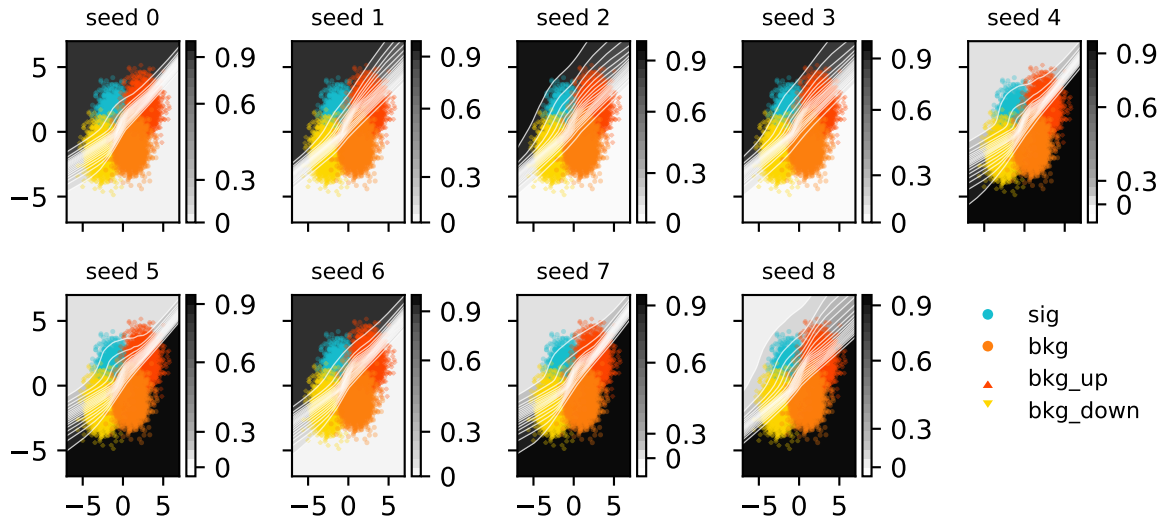 seed 0 seed 1 seed 2 seed 3 seed 4
5 0.9 0.9 0.9 0.9 0.9
0 0.6 0.6 0.6 0.6 0.6
−5 0.3 0.3 0.3 0.3 0.3
0 0 0 0 0
seed 5 seed 6 seed 7 seed 8
5 0.9 0.9 0.9 0.9 sig
0 0.6 0.6 0.6 0.6 bkg
bkg_up
−5 0.3 0.3 0.3 0.3 bkg_down
0 0 0 0
−5 0 5 −5 0 5 −5 0 5 −5 0 5